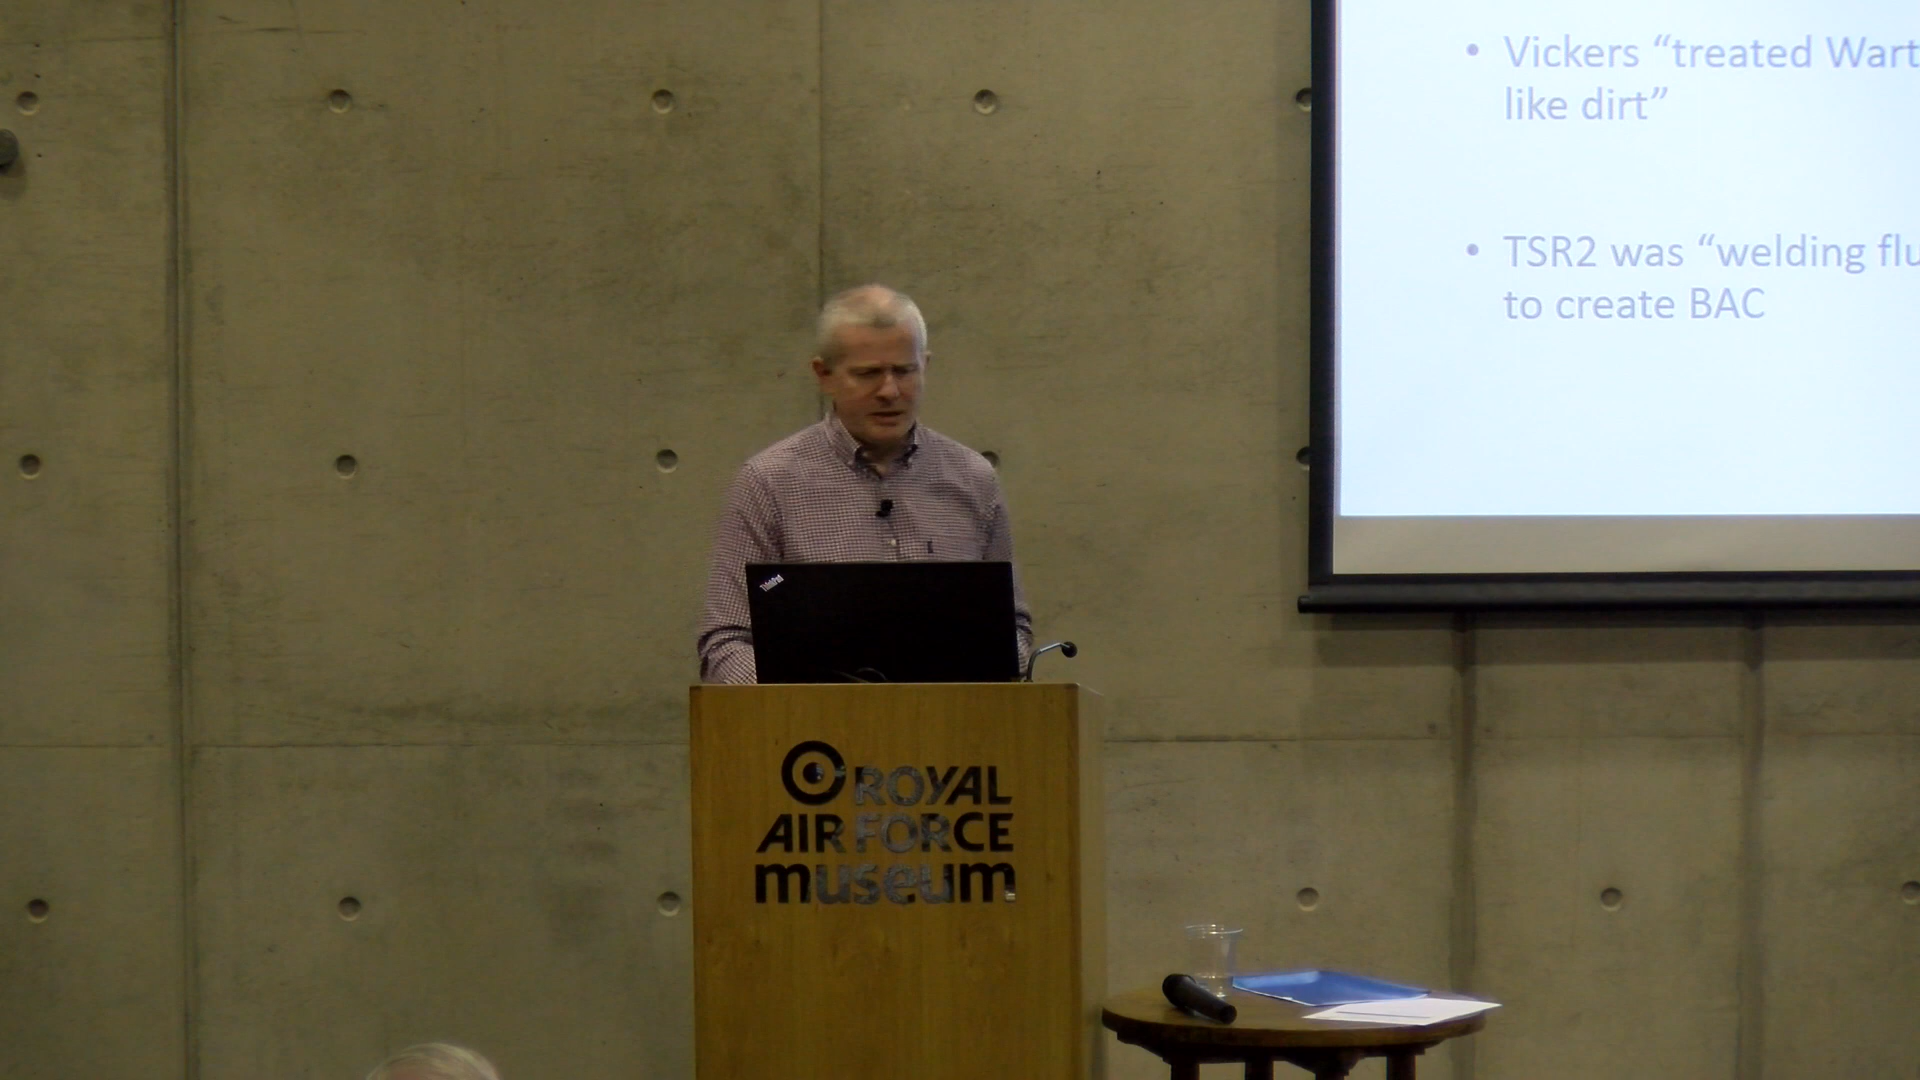 • Vickers “treated Wart
like dirt”
• TSR2 was “welding flu
to create BAC
ThinkPad
ROYAL
AIR FORCE
museum